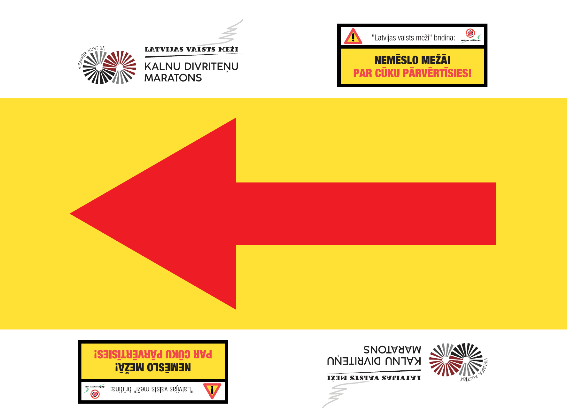 LATVIJAS VALSTS MEŽI
KALNU DIVRITEŅU
MARATONS
"Latvijas valsts meži" brīdina:
NEMĒSLO MEŽĀ!
PAR CŪKU PĀRVĒRTĪSIES!
PAR CŪKU PĀRVĒRTĪSIES!
NEMĒSLO MEŽĀ!
"Latvijas valsts meži" brīdina:
MARATONS
KALNU DIVRITEŅU
LATVIJAS VALSTS MEŽI